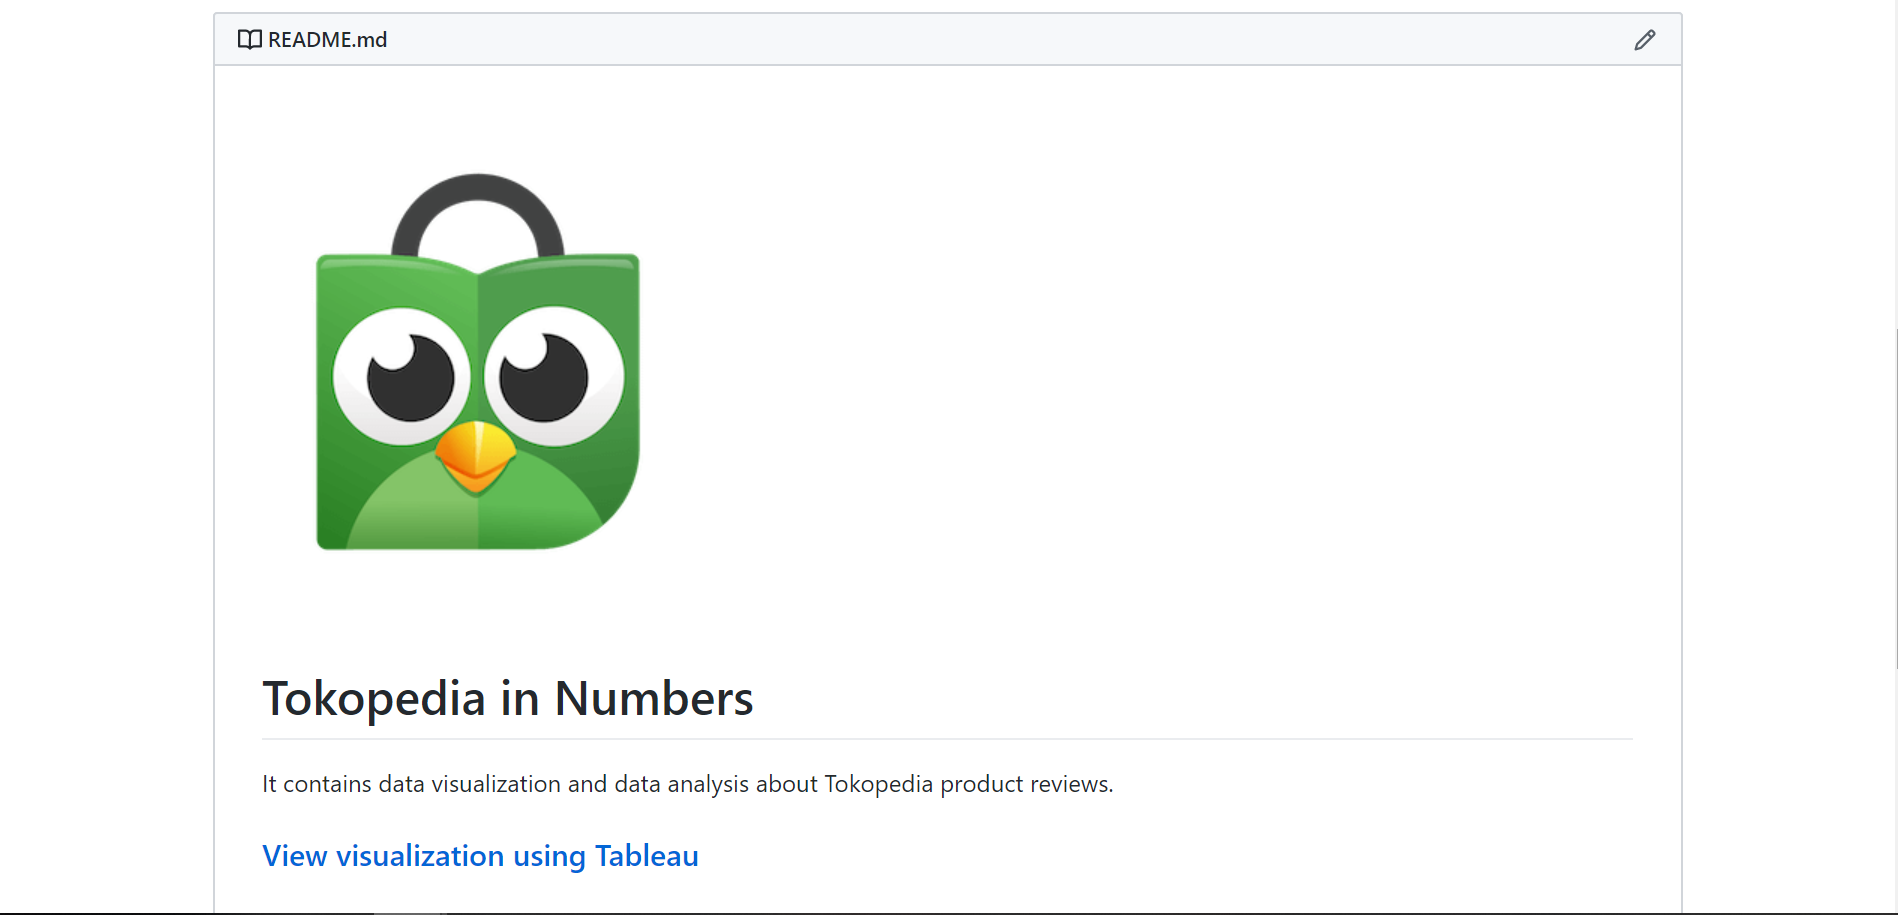 README.md
Tokopedia in Numbers
It contains data visualization and data analysis about Tokopedia product reviews.
View visualization using Tableau